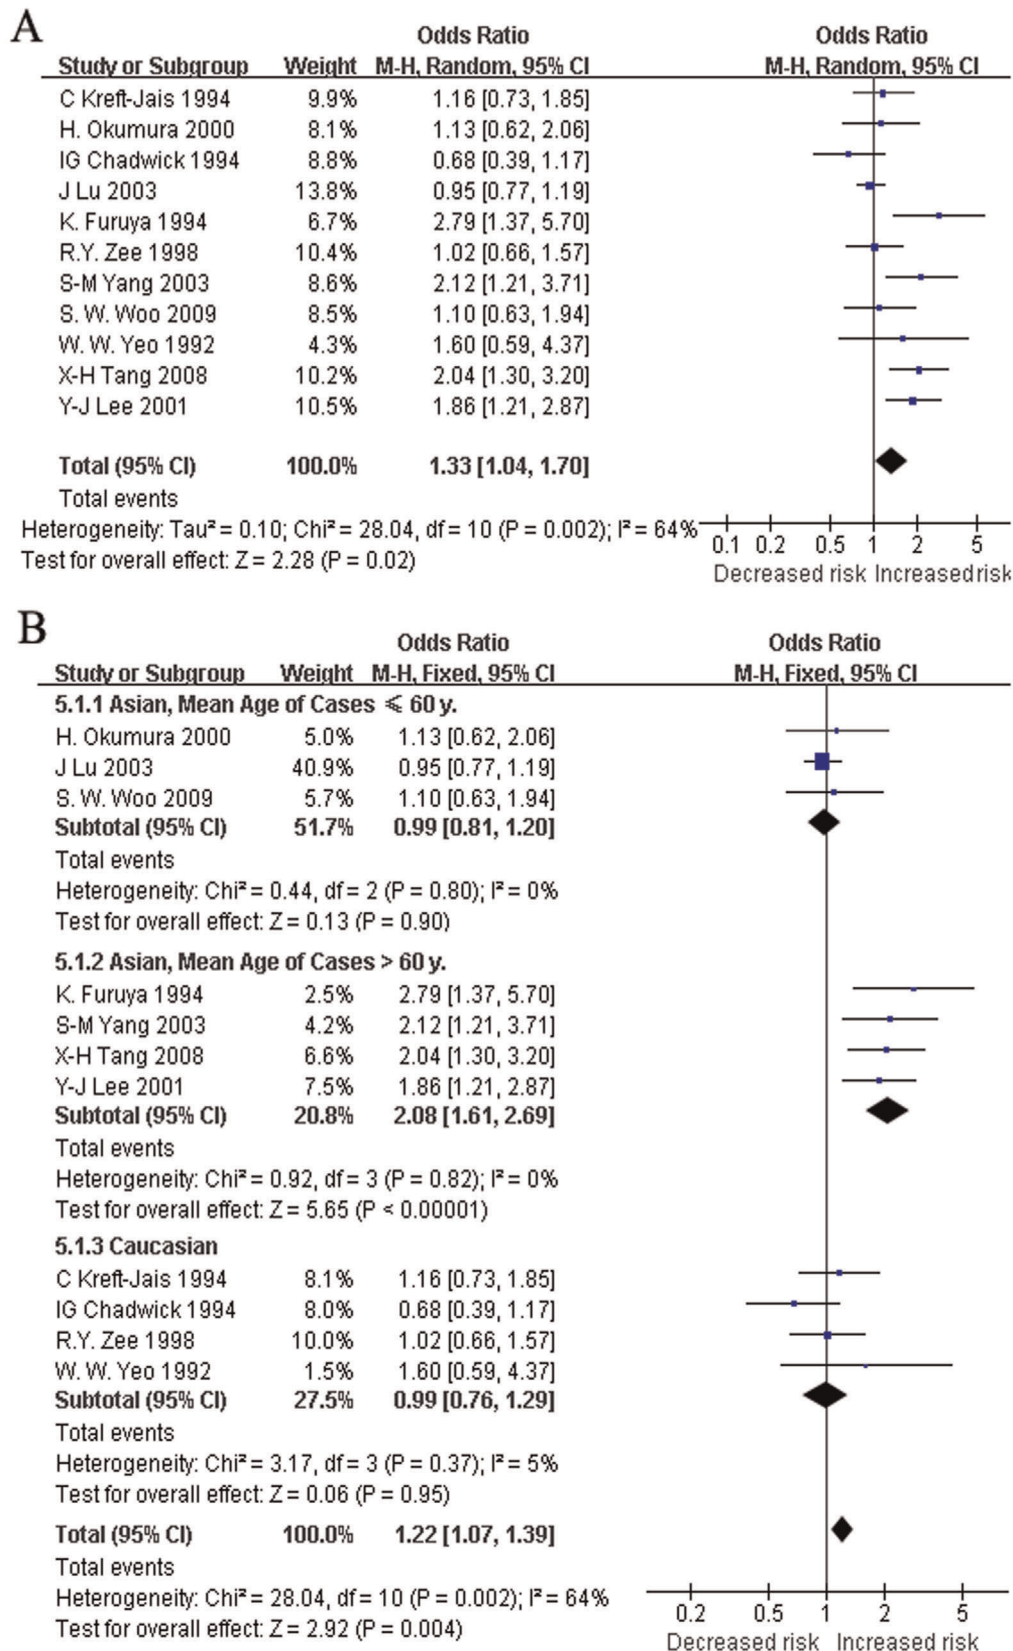 A
Odds Ratio Odds Ratio
Study or Subgroup Weight M-H, Random, 95% CI M-H, Random, 95% CI
C Kreft-Jais 1994 9.9% 1.16 [0.73, 1.85]
H. Okumura 2000 8.1% 1.13 [0.62, 2.06]
IG Chadwick 1994 8.8% 0.68 [0.39, 1.17]
J Lu 2003 13.8% 0.95 [0.77, 1.19]
K. Furuya 1994 6.7% 2.79 [1.37, 5.70]
R.Y. Zee 1998 10.4% 1.02 [0.66, 1.57]
S-M Yang 2003 8.6% 2.12 [1.21, 3.71]
S. W. Woo 2009 8.5% 1.10 [0.63, 1.94]
W. W. Yeo 1992 4.3% 1.60 [0.59, 4.37]
X-H Tang 2008 10.2% 2.04 [1.30, 3.20]
Y-J Lee 2001 10.5% 1.86 [1.21, 2.87]
Total (95% CI) 100.0% 1.33 [1.04, 1.70]
Total events
Heterogeneity: Tau² = 0.10; Chi² = 28.04, df = 10 (P = 0.002); I² = 64%
Test for overall effect: Z = 2.28 (P = 0.02)
0.1 0.2 0.5 1 2 5
Decreased risk Increased risk
B
Odds Ratio Odds Ratio
Study or Subgroup Weight M-H, Fixed, 95% CI M-H, Fixed, 95% CI
5.1.1 Asian, Mean Age of Cases ⩽ 60 y.
H. Okumura 2000 5.0% 1.13 [0.62, 2.06]
J Lu 2003 40.9% 0.95 [0.77, 1.19]
S. W. Woo 2009 5.7% 1.10 [0.63, 1.94]
Subtotal (95% CI) 51.7% 0.99 [0.81, 1.20]
Total events
Heterogeneity: Chi² = 0.44, df = 2 (P = 0.80); I² = 0%
Test for overall effect: Z = 0.13 (P = 0.90)
5.1.2 Asian, Mean Age of Cases > 60 y.
K. Furuya 1994 2.5% 2.79 [1.37, 5.70]
S-M Yang 2003 4.2% 2.12 [1.21, 3.71]
X-H Tang 2008 6.6% 2.04 [1.30, 3.20]
Y-J Lee 2001 7.5% 1.86 [1.21, 2.87]
Subtotal (95% CI) 20.8% 2.08 [1.61, 2.69]
Total events
Heterogeneity: Chi² = 0.92, df = 3 (P = 0.82); I² = 0%
Test for overall effect: Z = 5.65 (P < 0.00001)
5.1.3 Caucasian
C Kreft-Jais 1994 8.1% 1.16 [0.73, 1.85]
IG Chadwick 1994 8.0% 0.68 [0.39, 1.17]
R.Y. Zee 1998 10.0% 1.02 [0.66, 1.57]
W. W. Yeo 1992 1.5% 1.60 [0.59, 4.37]
Subtotal (95% CI) 27.5% 0.99 [0.76, 1.29]
Total events
Heterogeneity: Chi² = 3.17, df = 3 (P = 0.37); I² = 5%
Test for overall effect: Z = 0.06 (P = 0.95)
Total (95% CI) 100.0% 1.22 [1.07, 1.39]
Total events
Heterogeneity: Chi² = 28.04, df = 10 (P = 0.002); I² = 64%
Test for overall effect: Z = 2.92 (P = 0.004)
0.2 0.5 1 2 5
Decreased risk Increased risk